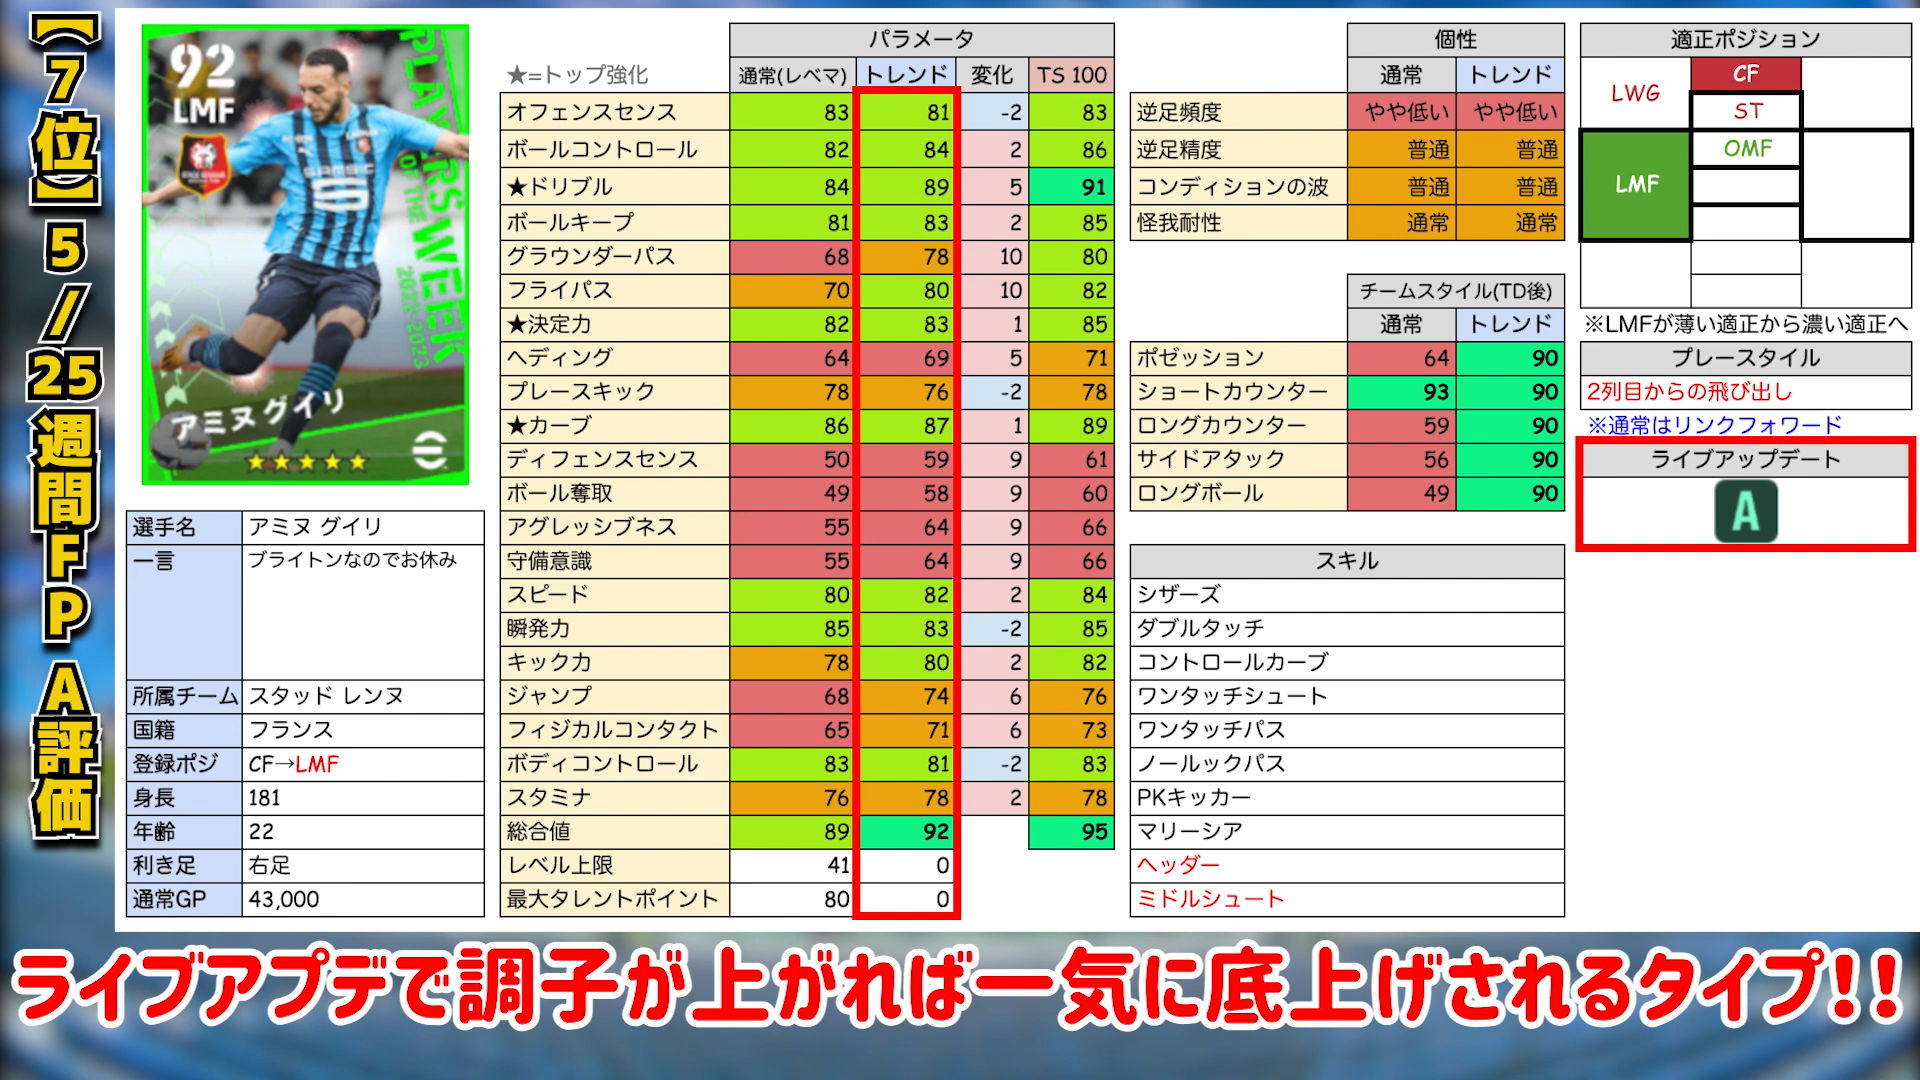 【7位】5/25週間FP A評価
92
LMF
PLAYERS OF THE WEEK
2022-2023
SAMSIC
アミヌ グイリ
★★★★★
選手名 アミヌ グイリ
一言 ブライトンなのでお休み
所属チーム スタッド レンヌ
国籍 フランス
登録ポジ CF→LMF
身長 181
年齢 22
利き足 右足
通常GP 43,000
パラメータ
★=トップ強化 通常(レベマ) トレンド 変化 TS 100
オフェンスセンス 83 81 -2 83
ボールコントロール 82 84 2 86
★ドリブル 84 89 5 91
ボールキープ 81 83 2 85
グラウンダーパス 68 78 10 80
フライパス 70 80 10 82
★決定力 82 83 1 85
ヘディング 64 69 5 71
プレースキック 78 76 -2 78
★カーブ 86 87 1 89
ディフェンスセンス 50 59 9 61
ボール奪取 49 58 9 60
アグレッシブネス 55 64 9 66
守備意識 55 64 9 66
スピード 80 82 2 84
瞬発力 85 83 -2 85
キック力 78 80 2 82
ジャンプ 68 74 6 76
フィジカルコンタクト 65 71 6 73
ボディコントロール 83 81 -2 83
スタミナ 76 78 2 78
総合値 89 92 95
レベル上限 41 0
最大タレントポイント 80 0
個性
通常 トレンド
逆足頻度 やや低い やや低い
逆足精度 普通 普通
コンディションの波 普通 普通
怪我耐性 通常 通常
チームスタイル(TD後)
通常 トレンド
ポゼッション 64 90
ショートカウンター 93 90
ロングカウンター 59 90
サイドアタック 56 90
ロングボール 49 90
スキル
シザーズ
ダブルタッチ
コントロールカーブ
ワンタッチシュート
ワンタッチパス
ノールックパス
PKキッカー
マリーシア
ヘッダー
ミドルシュート
適正ポジション
LWG CF
ST
OMF
LMF
※LMFが薄い適正から濃い適正へ
プレースタイル
2列目からの飛び出し
※通常はリンクフォワード
ライブアップデート
A
ライブアプデで調子が上がれば一気に底上げされるタイプ!!